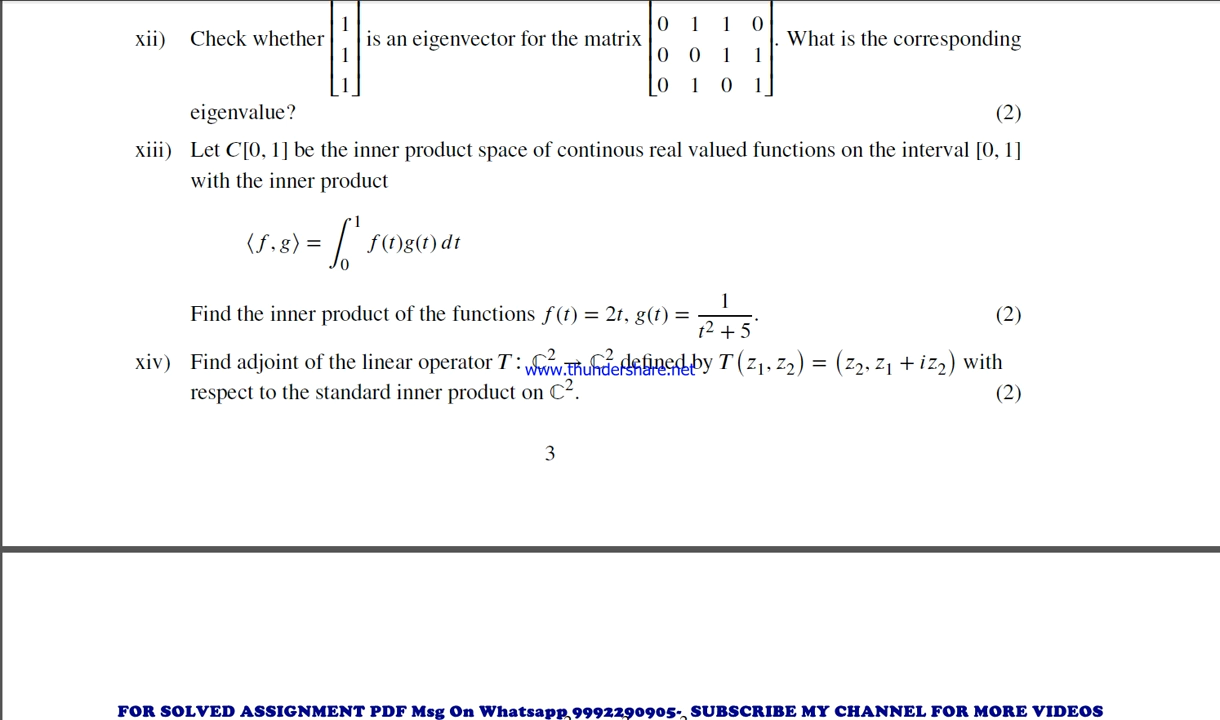 xii) Check whether [1 1 1] is an eigenvector for the matrix [0 1 1 0
0 0 1 1
0 1 0 1]. What is the corresponding
eigenvalue? (2)
xiii) Let C[0, 1] be the inner product space of continous real valued functions on the interval [0, 1]
with the inner product
⟨f, g⟩ = ∫₀¹ f(t)g(t) dt
Find the inner product of the functions f(t) = 2t, g(t) = 1/(t² + 5). (2)
xiv) Find adjoint of the linear operator T : ℂ² → ℂ² defined by T(z₁, z₂) = (z₂, z₁ + iz₂) with
www.thundershare.net
respect to the standard inner product on ℂ². (2)
3
FOR SOLVED ASSIGNMENT PDF Msg On Whatsapp 9992290905-, SUBSCRIBE MY CHANNEL FOR MORE VIDEOS